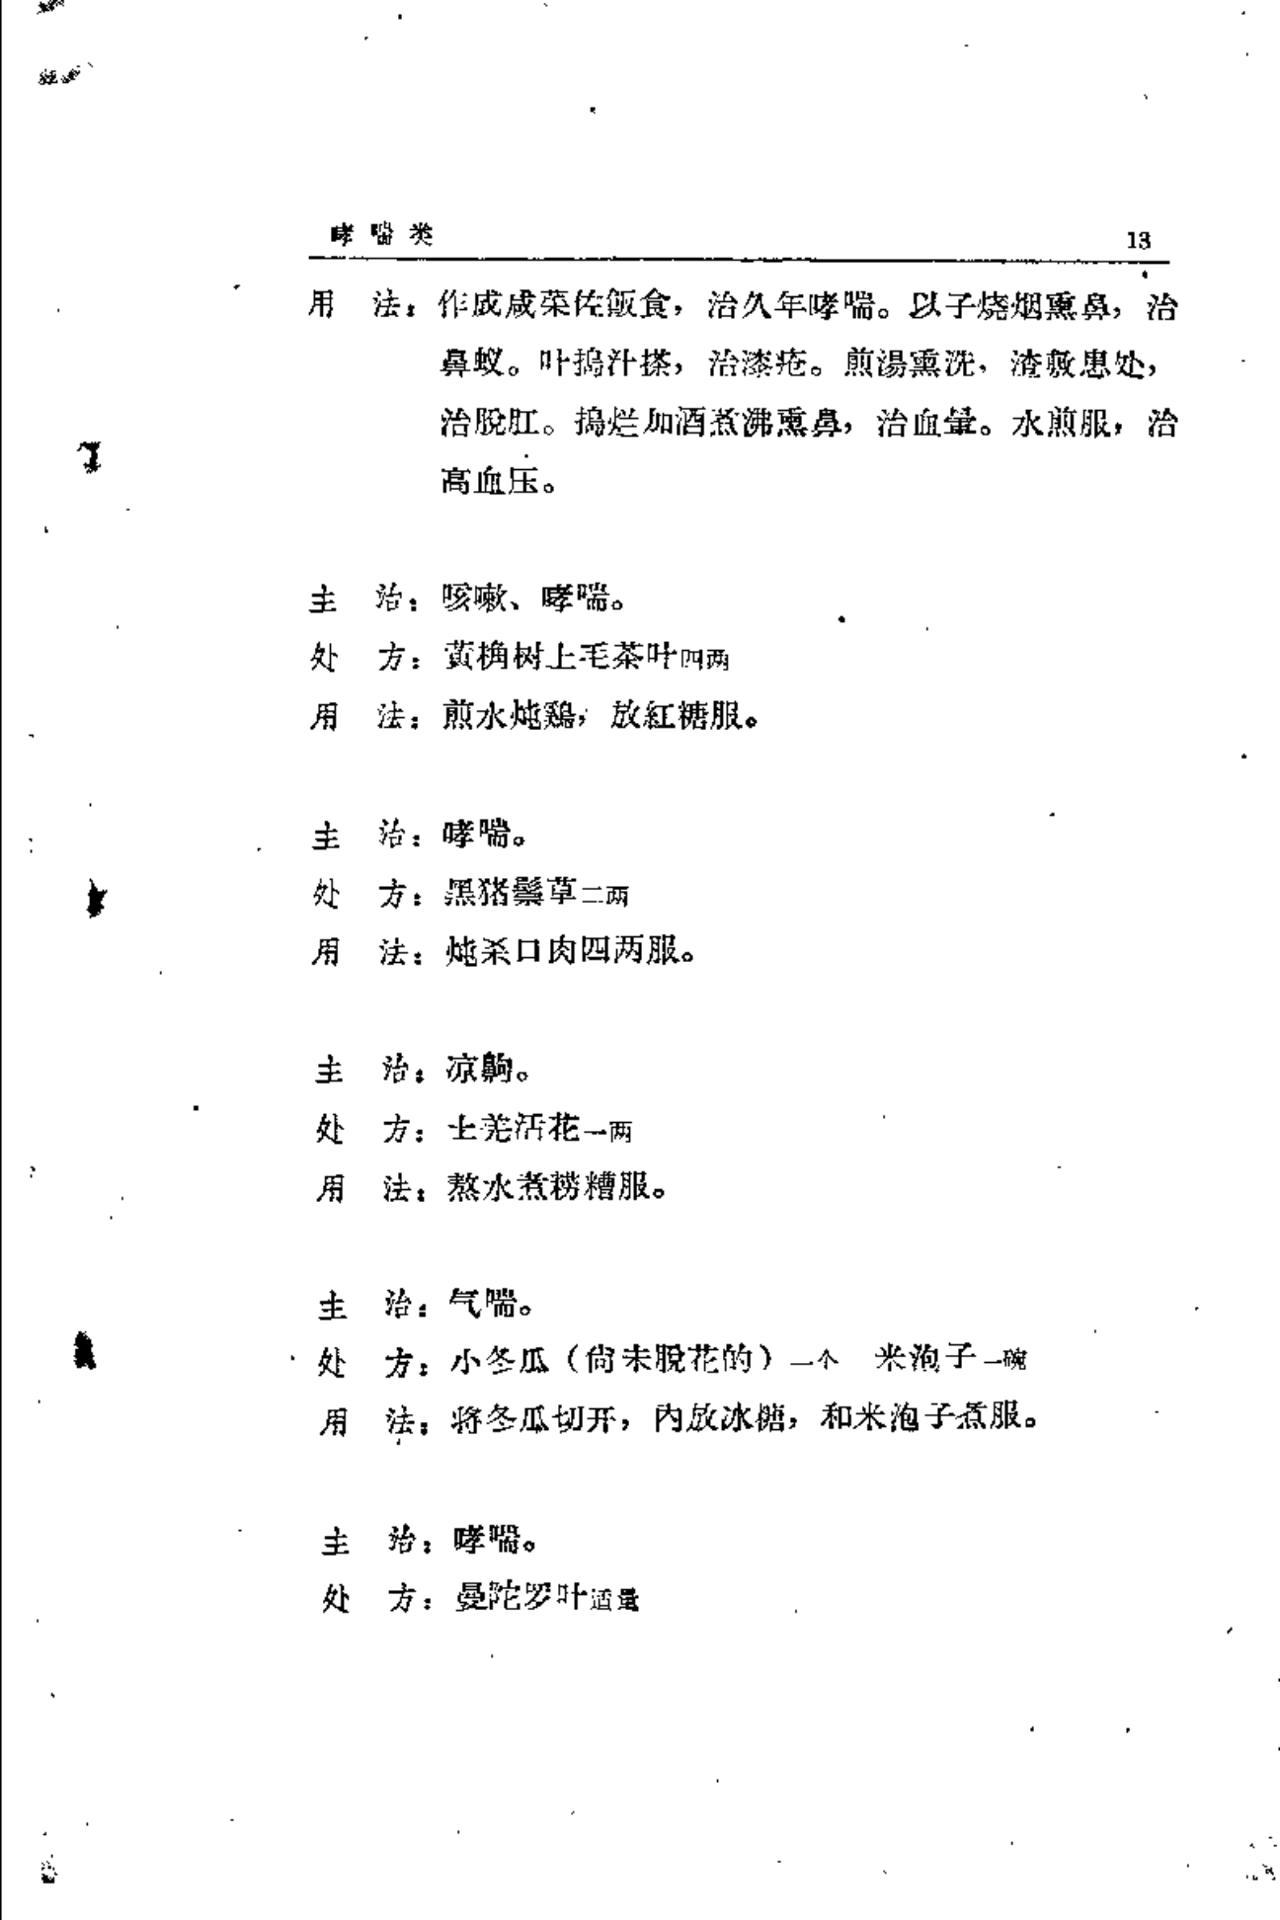 哮喘类 13
用 法：作成咸菜佐飯食，治久年哮喘。以子烧烟熏鼻，治
鼻蚁。叶搗汁搽，治漆疮。煎湯熏洗，渣敷患处，
治脫肛。搗烂加酒煮沸熏鼻，治血暈。水煎服，治
高血压。
主 治：咳嗽、哮喘。
处 方：黄桷树上毛茶叶四两
用 法：煎水炖鷄，放紅糖服。
主 治：哮喘。
处 方：黑猪鬃草二两
用 法：炖杀口肉四两服。
主 治：凉齁。
处 方：土羌活花一两
用 法：熬水煮捞糟服。
主 治：气喘。
处 方：小冬瓜（尙未脫花的）一个 米泡子一碗
用 法：将冬瓜切开，內放冰糖，和米泡子煮服。
主 治：哮喘。
处 方：曼陀罗叶适量